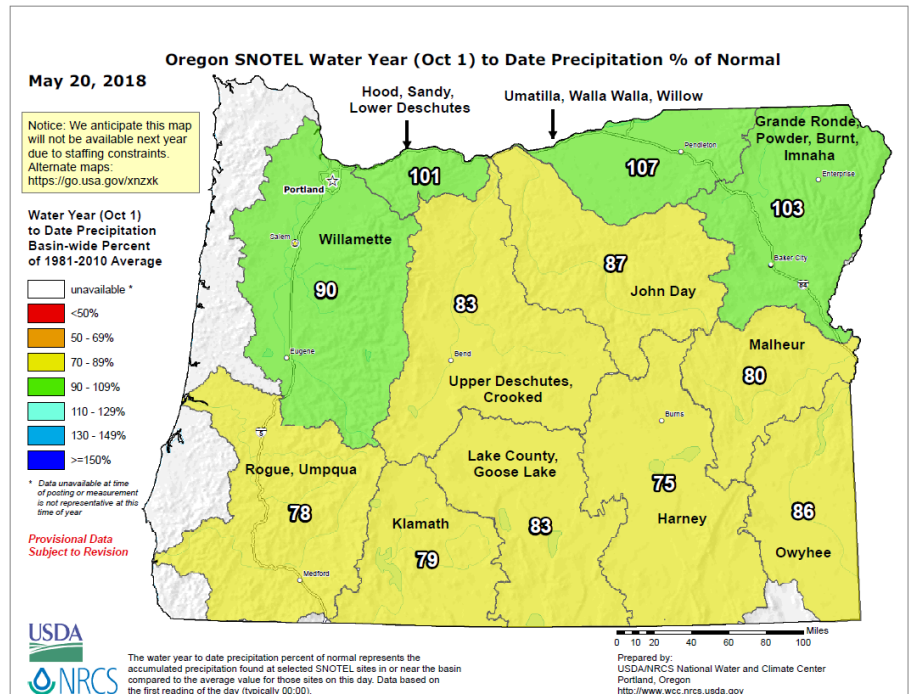 Oregon SNOTEL Water Year (Oct 1) to Date Precipitation % of Normal
May 20, 2018
Hood, Sandy,
Lower Deschutes
Umatilla, Walla Walla, Willow
Grande Ronde,
Powder, Burnt,
Imnaha
Notice: We anticipate this map
will not be available next year
due to staffing constraints.
Alternate maps:
https://go.usa.gov/xnzxk
Water Year (Oct 1)
to Date Precipitation
Basin-wide Percent
of 1981-2010 Average
unavailable *
<50%
50 - 69%
70 - 89%
90 - 109%
110 - 129%
130 - 149%
>=150%
* Data unavailable at time
of posting or measurement
is not representative at this
time of year
Provisional Data
Subject to Revision
Portland
101
Pendleton
107
Enterprise
103
Salem
Willamette
90
87
John Day
Baker City
84
83
Eugene
Bend
Upper Deschutes,
Crooked
Malheur
80
5
Burns
Rogue, Umpqua
78
Lake County,
Goose Lake
83
75
Harney
86
Owyhee
Klamath
79
Medford
Miles
0 10 20 40 60 80 100
USDA
NRCS
The water year to date precipitation percent of normal represents the
accumulated precipitation found at selected SNOTEL sites in or near the basin
compared to the average value for those sites on this day. Data based on
the first reading of the day (typically 00:00).
Prepared by:
USDA/NRCS National Water and Climate Center
Portland, Oregon
http://www.wcc.nrcs.usda.gov